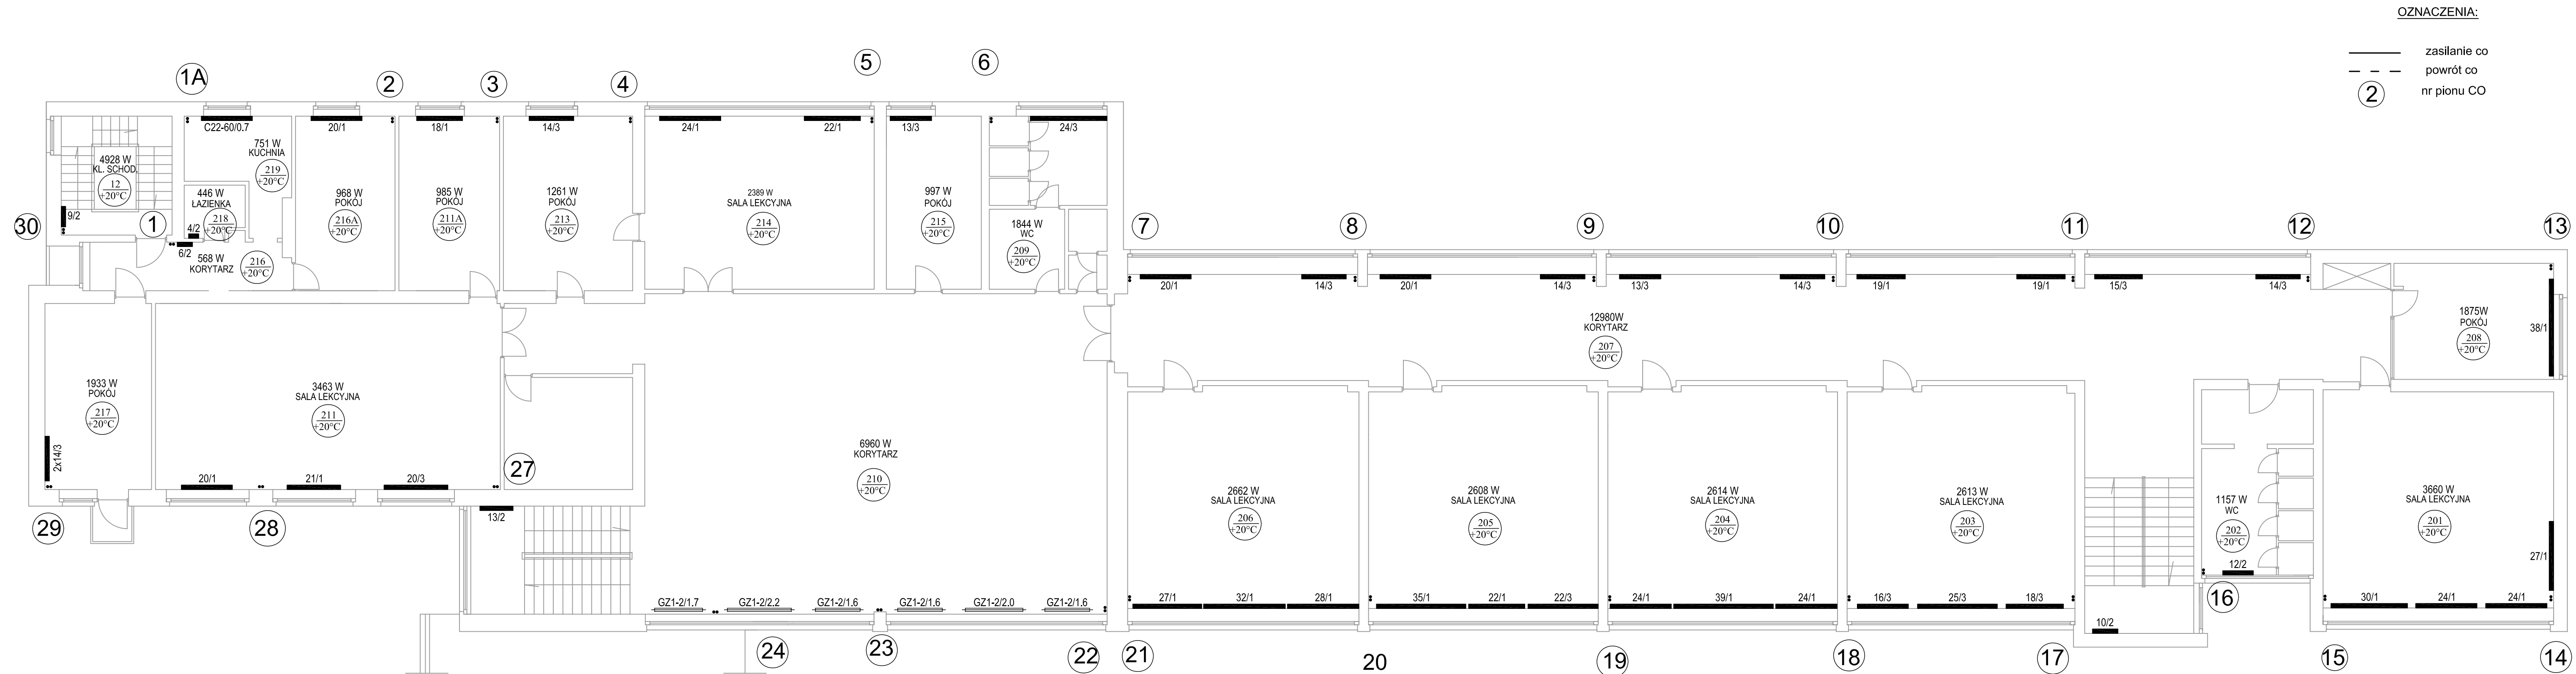 OZNACZENIA:
zasilanie co
powrót co
2
nr pionu CO
1A
2
3
4
5
6
C22-60/0.7
20/1
18/1
14/3
24/1
22/1
13/3
24/3
751 W
KUCHNIA
219
+20°C
4928 W
KL. SCHOD.
12
+20°C
9/2
30
1
446 W
ŁAZIENKA
218
+20°C
4/2
6/2
568 W
KORYTARZ
216
+20°C
968 W
POKÓJ
216A
+20°C
985 W
POKÓJ
211A
+20°C
1261 W
POKÓJ
213
+20°C
2389 W
SALA LEKCYJNA
214
+20°C
997 W
POKÓJ
215
+20°C
1844 W
WC
209
+20°C
7
8
9
10
11
12
13
20/1
14/3
20/1
14/3
13/3
14/3
19/1
19/1
15/3
14/3
12980W
KORYTARZ
207
+20°C
1875W
POKÓJ
208
+20°C
38/1
1933 W
POKÓJ
217
+20°C
2x14/3
3463 W
SALA LEKCYJNA
211
+20°C
20/1
21/1
20/3
27
29
28
13/2
6960 W
KORYTARZ
210
+20°C
GZ1-2/1.7
GZ1-2/2.2
GZ1-2/1.6
GZ1-2/1.6
GZ1-2/2.0
GZ1-2/1.6
2662 W
SALA LEKCYJNA
206
+20°C
27/1
32/1
28/1
2608 W
SALA LEKCYJNA
205
+20°C
35/1
22/1
22/3
2614 W
SALA LEKCYJNA
204
+20°C
24/1
39/1
24/1
2613 W
SALA LEKCYJNA
203
+20°C
16/3
25/3
18/3
10/2
1157 W
WC
202
+20°C
12/2
16
3660 W
SALA LEKCYJNA
201
+20°C
27/1
30/1
24/1
24/1
24
23
22
21
20
19
18
17
15
14